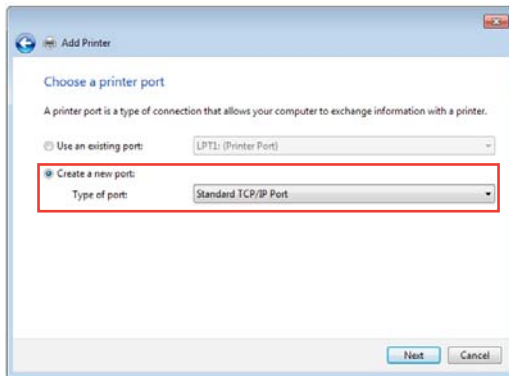 Add Printer
Choose a printer port
A printer port is a type of connection that allows your computer to exchange information with a printer.
Use an existing port: LPT1: (Printer Port)
Create a new port:
Type of port: Standard TCP/IP Port
Next Cancel